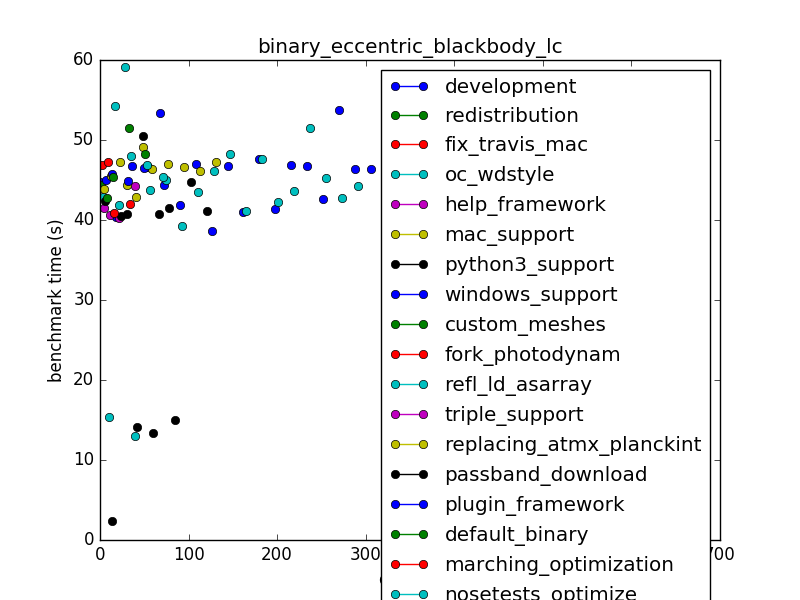 binary_eccentric_blackbody_lc
60
50
40
30
20
10
0
benchmark time (s)
0
100
200
300
700
development
redistribution
fix_travis_mac
oc_wdstyle
help_framework
mac_support
python3_support
windows_support
custom_meshes
fork_photodynam
refl_ld_asarray
triple_support
replacing_atmx_planckint
passband_download
plugin_framework
default_binary
marching_optimization
nosetests_optimize